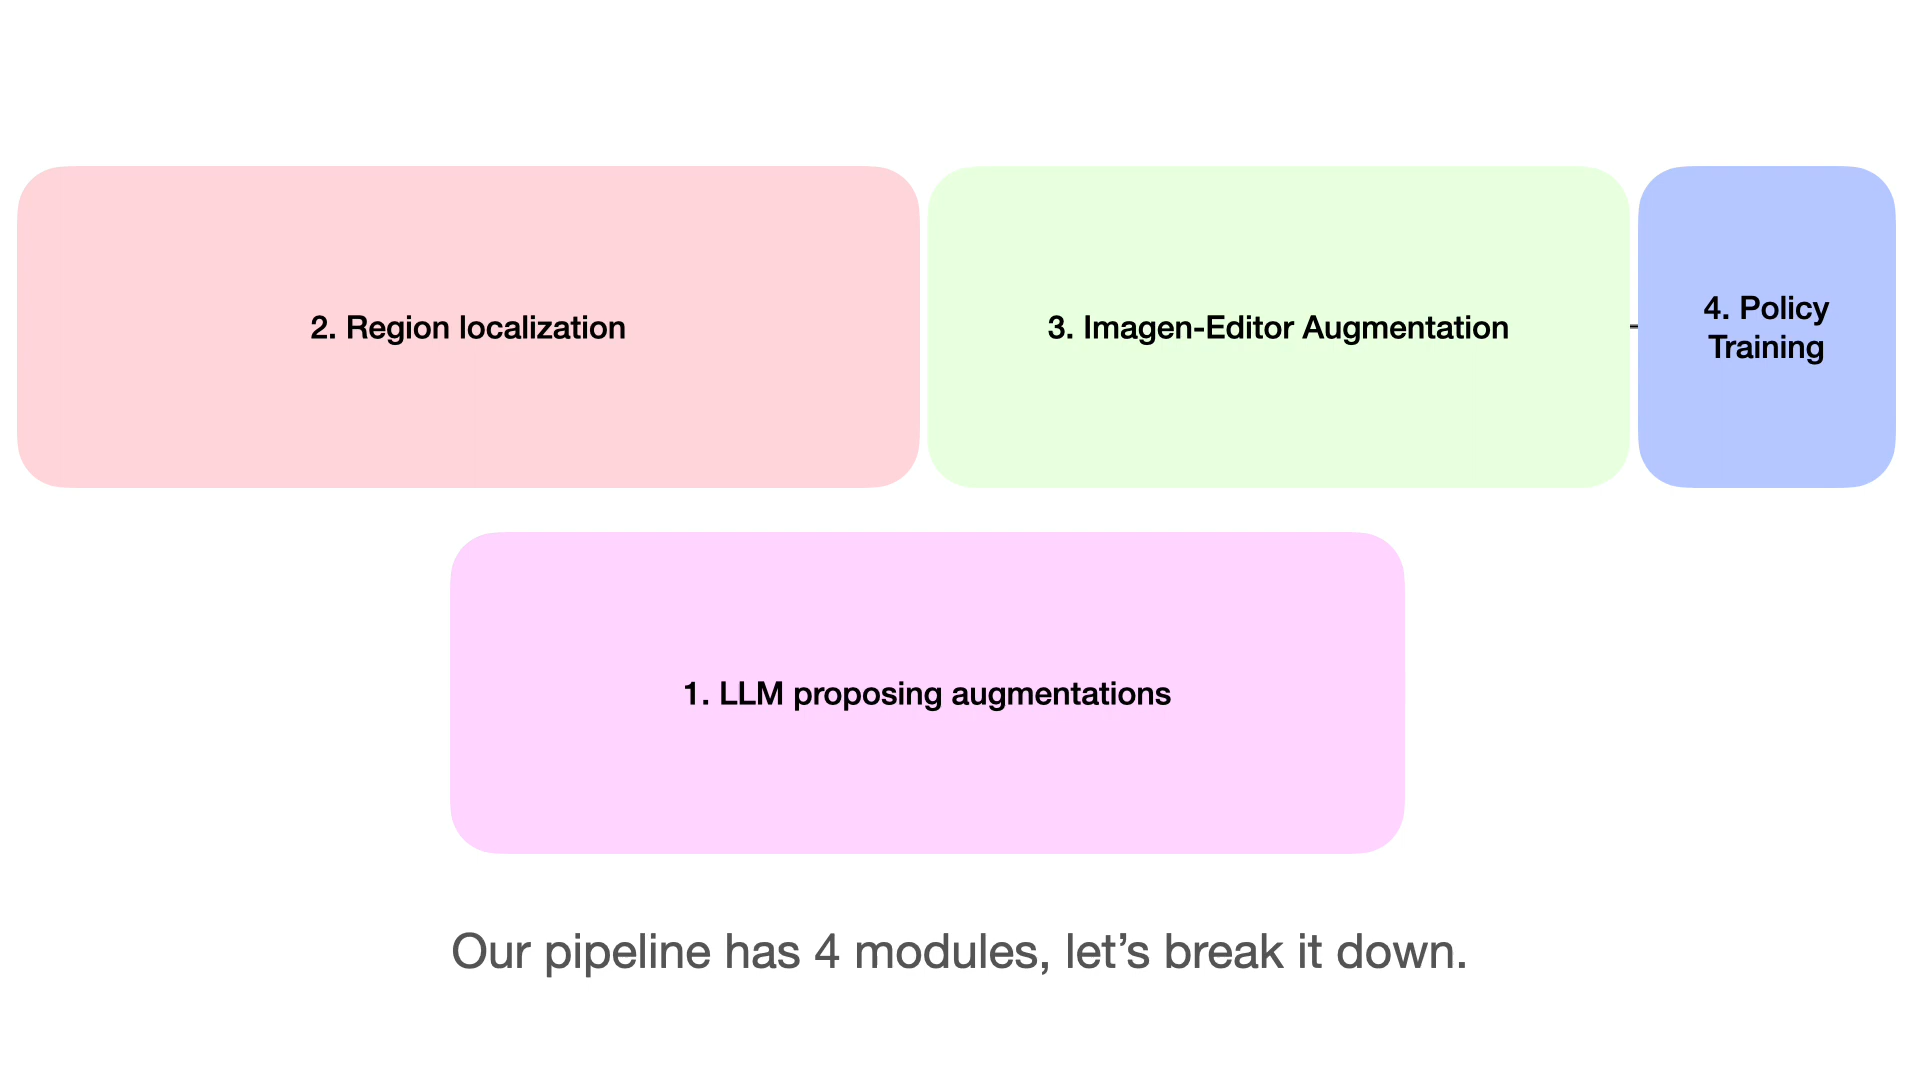 2. Region localization
3. Imagen-Editor Augmentation
4. Policy
Training
1. LLM proposing augmentations
Our pipeline has 4 modules, let’s break it down.